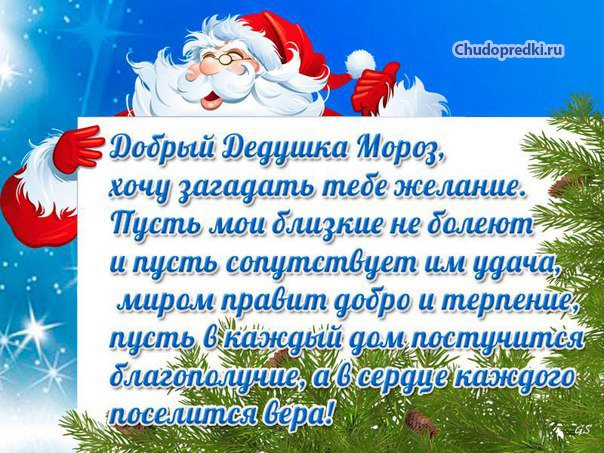 Chudopredki.ru
Добрый Дедушка Мороз,
хочу загадать тебе желание.
Пусть мои близкие не болеют
и пусть сопутствует им удача,
миром правит добро и терпение,
пусть в каждый дом постучится
благополучие, а в сердце каждого
поселится вера!